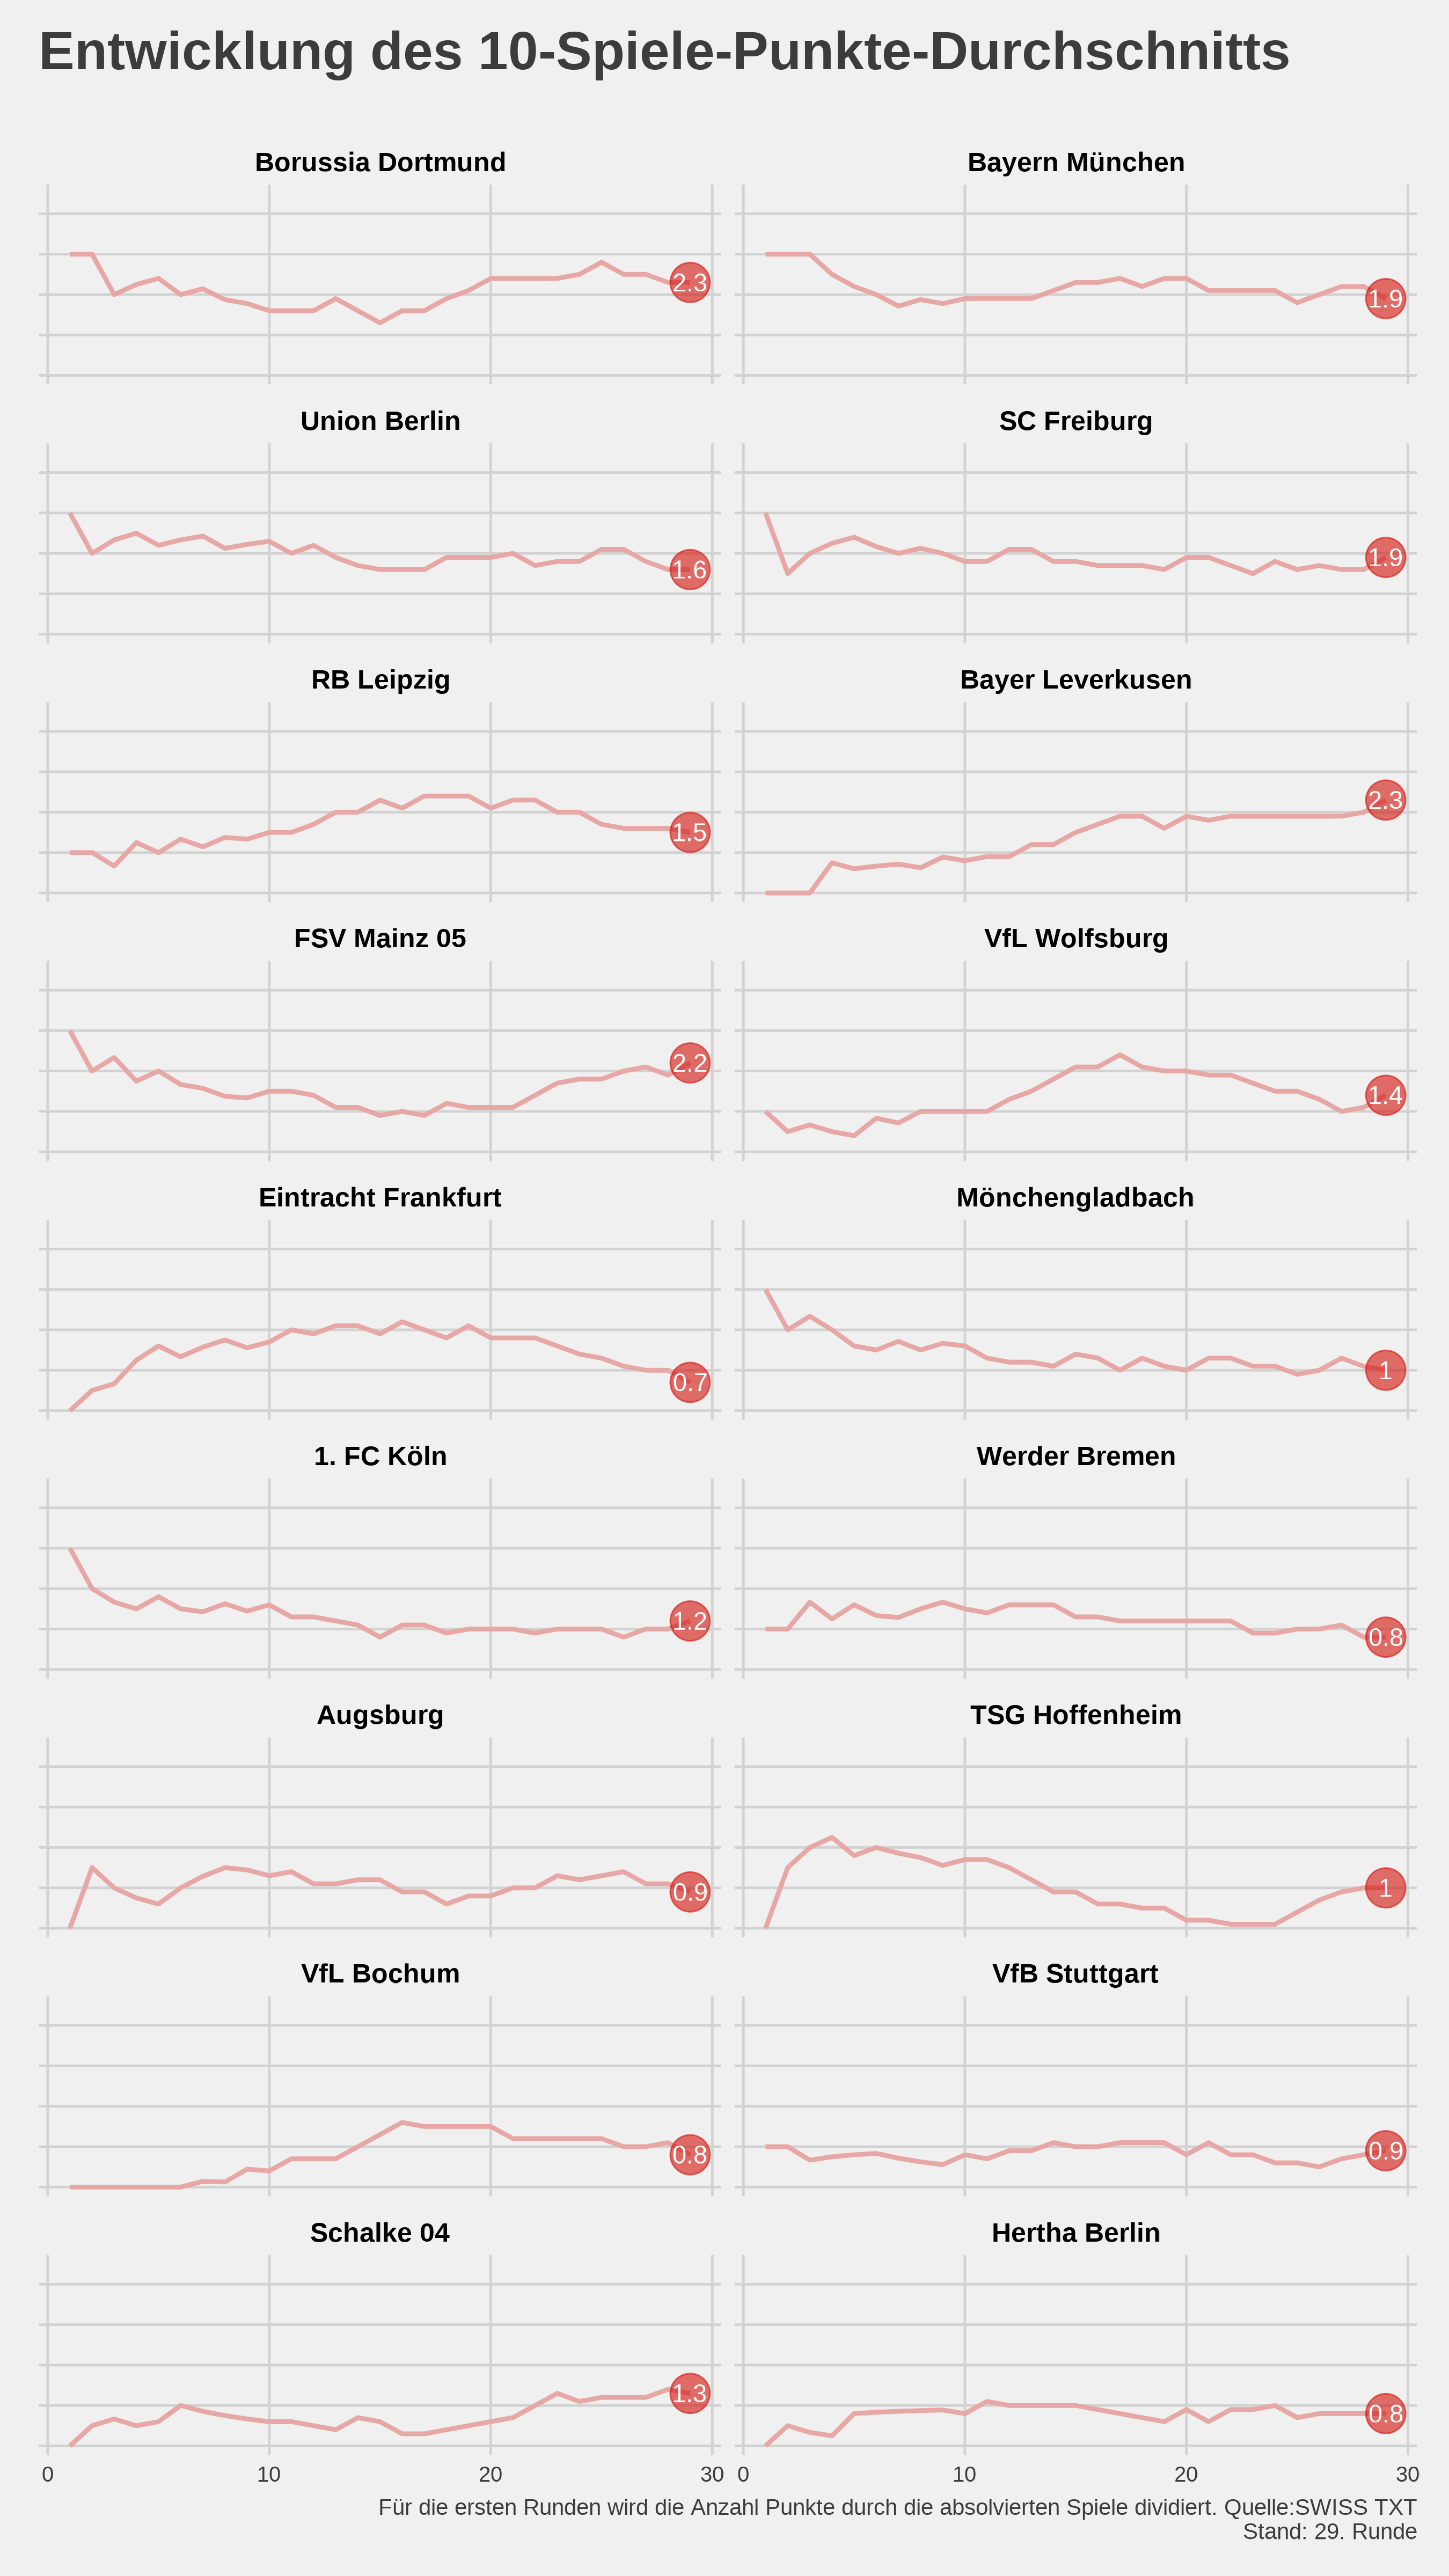 Entwicklung des 10-Spiele-Punkte-Durchschnitts
Borussia Dortmund
Bayern München
2.3
1.9
Union Berlin
SC Freiburg
1.6
1.9
RB Leipzig
Bayer Leverkusen
1.5
2.3
FSV Mainz 05
VfL Wolfsburg
2.2
1.4
Eintracht Frankfurt
Mönchengladbach
0.7
1
1. FC Köln
Werder Bremen
1.2
0.8
Augsburg
TSG Hoffenheim
0.9
1
VfL Bochum
VfB Stuttgart
0.8
0.9
Schalke 04
Hertha Berlin
1.3
0.8
0 10 20 30 0 10 20 30
Für die ersten Runden wird die Anzahl Punkte durch die absolvierten Spiele dividiert. Quelle:SWISS TXT
Stand: 29. Runde